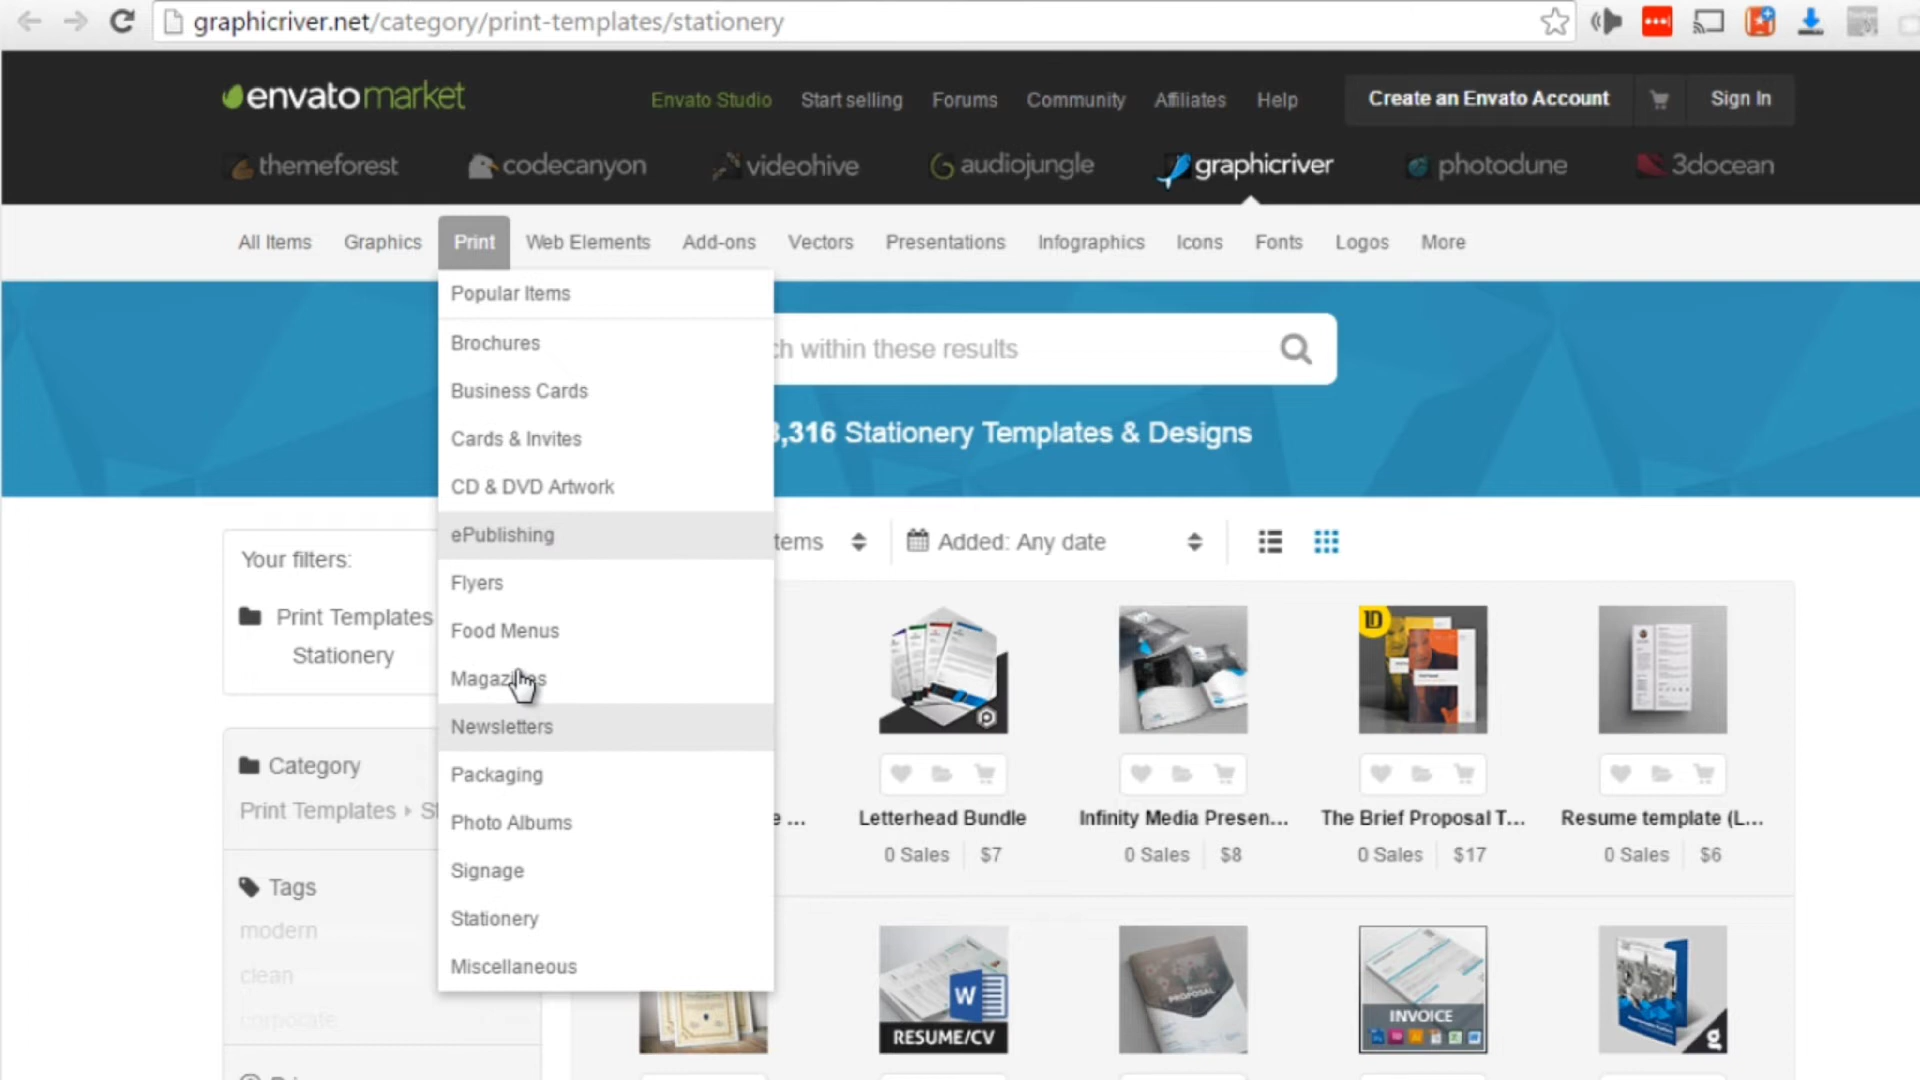 graphicriver.net/category/print-templates/stationery
envatomarket
Envato Studio Start selling Forums Community Affiliates Help Create an Envato Account Sign In
themeforest codecanyon videohive audiojungle graphicriver photodune 3docean
All Items Graphics Print Web Elements Add-ons Vectors Presentations Infographics Icons Fonts Logos More
Popular Items
Brochures
Business Cards
Cards & Invites
CD & DVD Artwork
ePublishing
Flyers
Food Menus
Magazines
Newsletters
Packaging
Photo Albums
Signage
Stationery
Miscellaneous
ch within these results
,316 Stationery Templates & Designs
tems Added: Any date
Your filters:
Print Templates
Stationery
Category
Print Templates St
Tags
modern
clean
corporate
e ... Letterhead Bundle Infinity Media Presen... The Brief Proposal T... Resume template (L...
0 Sales $7 0 Sales $8 0 Sales $17 0 Sales $6
W
RESUME/CV
PROPOSAL
INVOICE
g